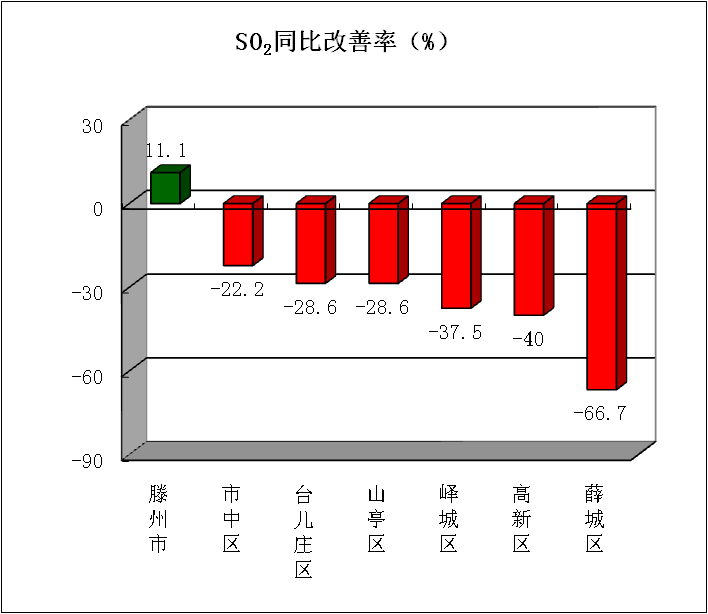 SO₂同比改善率（%）
30
0
-30
-60
-90
11.1
-22.2
-28.6
-28.6
-37.5
-40
-66.7
滕州市
市中区
台儿庄区
山亭区
峄城区
高新区
薛城区